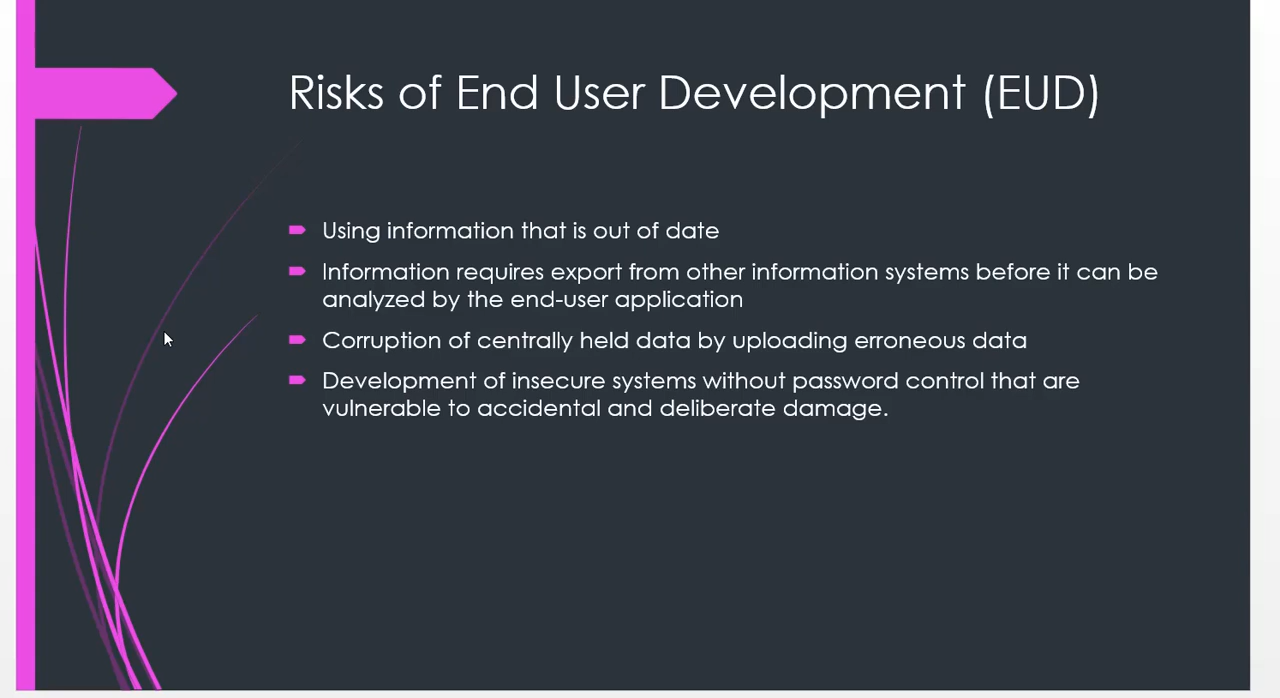 Risks of End User Development (EUD)
Using information that is out of date
Information requires export from other information systems before it can be
analyzed by the end-user application
Corruption of centrally held data by uploading erroneous data
Development of insecure systems without password control that are
vulnerable to accidental and deliberate damage.